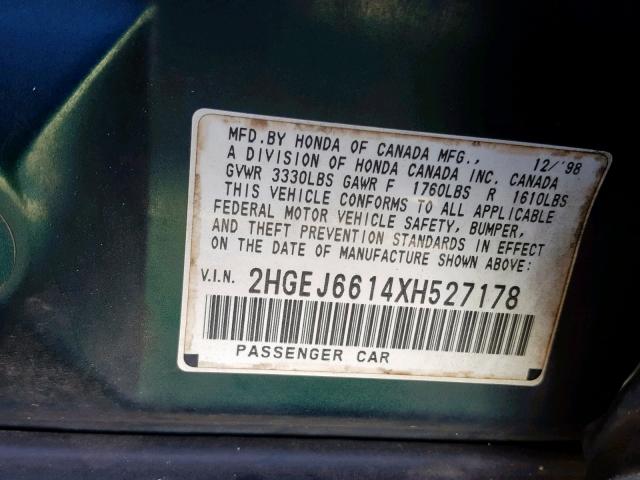 MFD.BY HONDA OF CANADA MFG., 12/'98
A DIVISION OF HONDA CANADA INC. CANADA
GVWR 3330LBS GAWR F 1760LBS R 1610LBS
THIS VEHICLE CONFORMS TO ALL APPLICABLE
FEDERAL MOTOR VEHICLE SAFETY, BUMPER,
AND THEFT PREVENTION STANDARDS IN EFFECT
ON THE DATE OF MANUFACTURE SHOWN ABOVE:
V.I.N. 2HGEJ6614XH527178
PASSENGER CAR